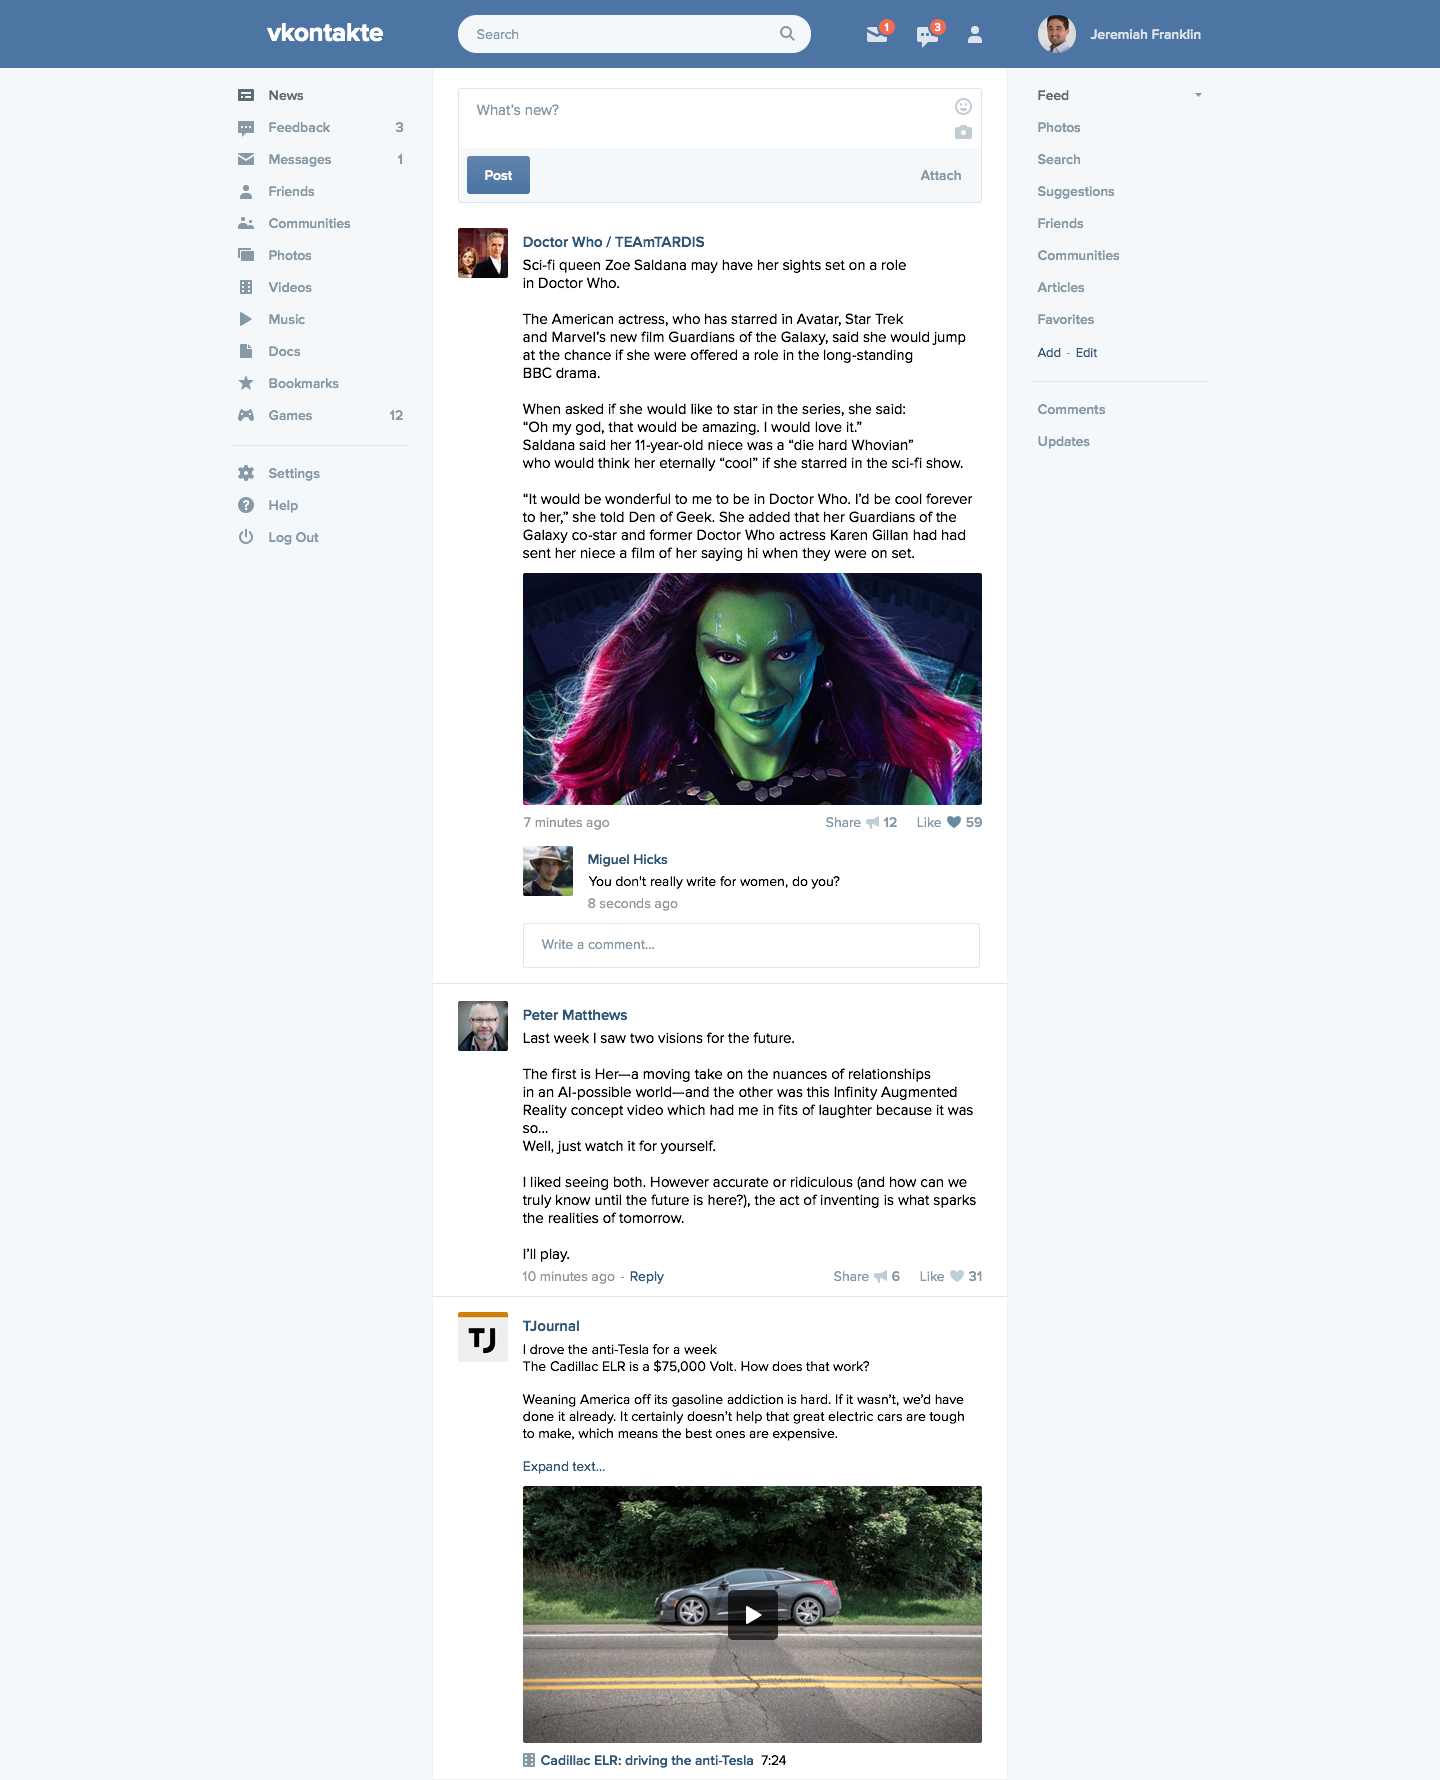 vkontakte
Search
1
3
Jeremiah Franklin
News
Feedback 3
Messages 1
Friends
Communities
Photos
Videos
Music
Docs
Bookmarks
Games 12
Settings
Help
Log Out
What's new?
Post
Attach
Doctor Who / TEAmTARDIS
Sci-fi queen Zoe Saldana may have her sights set on a role
in Doctor Who.
The American actress, who has starred in Avatar, Star Trek
and Marvel's new film Guardians of the Galaxy, said she would jump
at the chance if she were offered a role in the long-standing
BBC drama.
When asked if she would like to star in the series, she said:
“Oh my god, that would be amazing. I would love it.”
Saldana said her 11-year-old niece was a “die hard Whovian”
who would think her eternally “cool” if she starred in the sci-fi show.
“It would be wonderful to me to be in Doctor Who. I'd be cool forever
to her,” she told Den of Geek. She added that her Guardians of the
Galaxy co-star and former Doctor Who actress Karen Gillan had had
sent her niece a film of her saying hi when they were on set.
7 minutes ago
Share 12 Like 59
Miguel Hicks
You don't really write for women, do you?
8 seconds ago
Write a comment...
Peter Matthews
Last week I saw two visions for the future.
The first is Her—a moving take on the nuances of relationships
in an AI-possible world—and the other was this Infinity Augmented
Reality concept video which had me in fits of laughter because it was
so...
Well, just watch it for yourself.
I liked seeing both. However accurate or ridiculous (and how can we
truly know until the future is here?), the act of inventing is what sparks
the realities of tomorrow.
I'll play.
10 minutes ago - Reply
Share 6 Like 31
TJ
TJournal
I drove the anti-Tesla for a week
The Cadillac ELR is a $75,000 Volt. How does that work?
Weaning America off its gasoline addiction is hard. If it wasn't, we'd have
done it already. It certainly doesn't help that great electric cars are tough
to make, which means the best ones are expensive.
Expand text...
Cadillac ELR: driving the anti-Tesla 7:24
Feed
Photos
Search
Suggestions
Friends
Communities
Articles
Favorites
Add - Edit
Comments
Updates